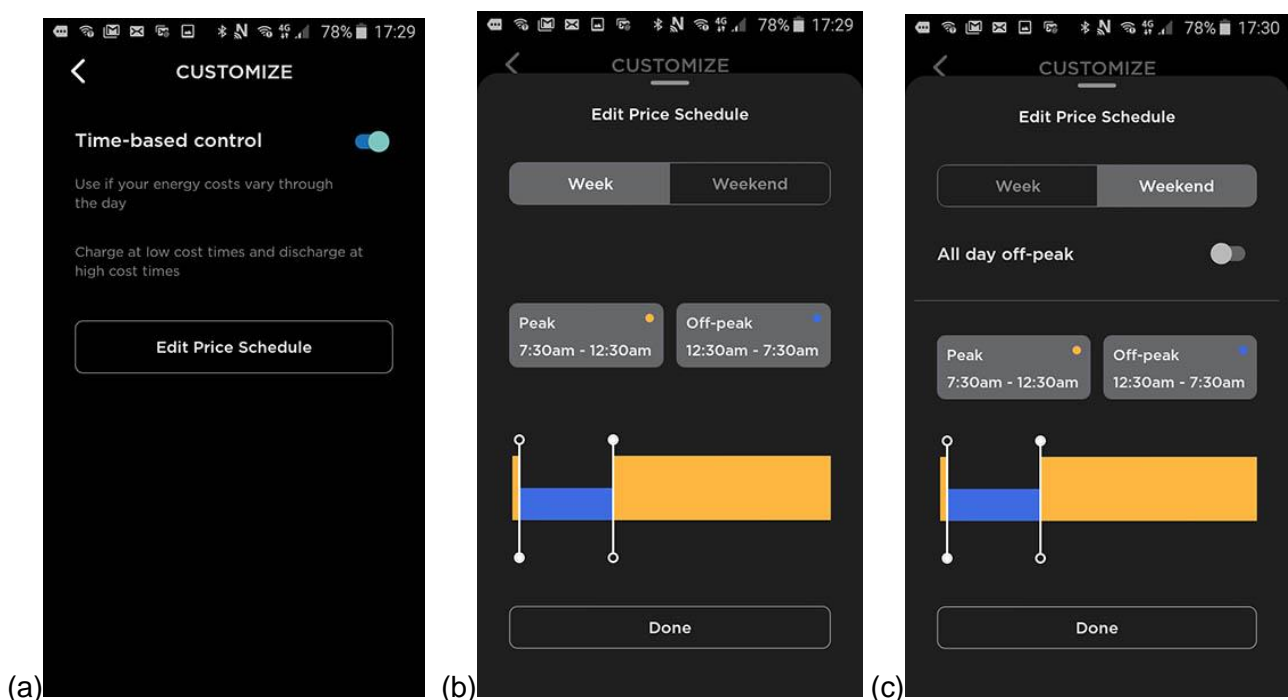 78% 17:29
CUSTOMIZE
Time-based control
Use if your energy costs vary through
the day
Charge at low cost times and discharge at
high cost times
Edit Price Schedule
(a)
78% 17:29
CUSTOMIZE
Edit Price Schedule
Week Weekend
Peak Off-peak
7:30am - 12:30am 12:30am - 7:30am
Done
(b)
78% 17:30
CUSTOMIZE
Edit Price Schedule
Week Weekend
All day off-peak
Peak Off-peak
7:30am - 12:30am 12:30am - 7:30am
Done
(c)